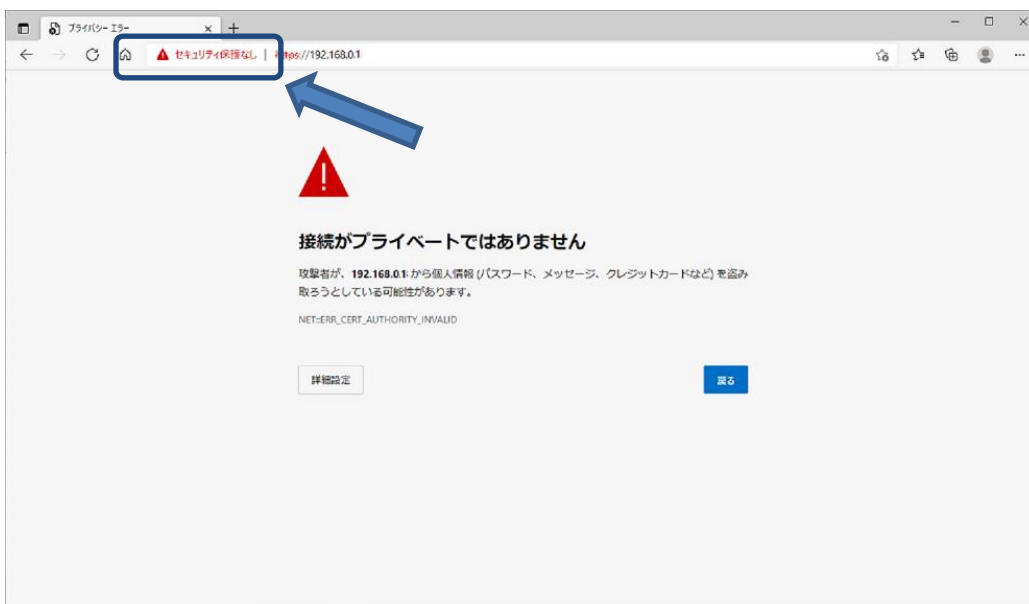 プライバシー エラー
セキュリティ保護なし | https://192.168.0.1
接続がプライベートではありません
攻撃者が、192.168.0.1 から個人情報 (パスワード、メッセージ、クレジットカードなど) を盗み
取ろうとしている可能性があります。
NET::ERR_CERT_AUTHORITY_INVALID
詳細設定
戻る